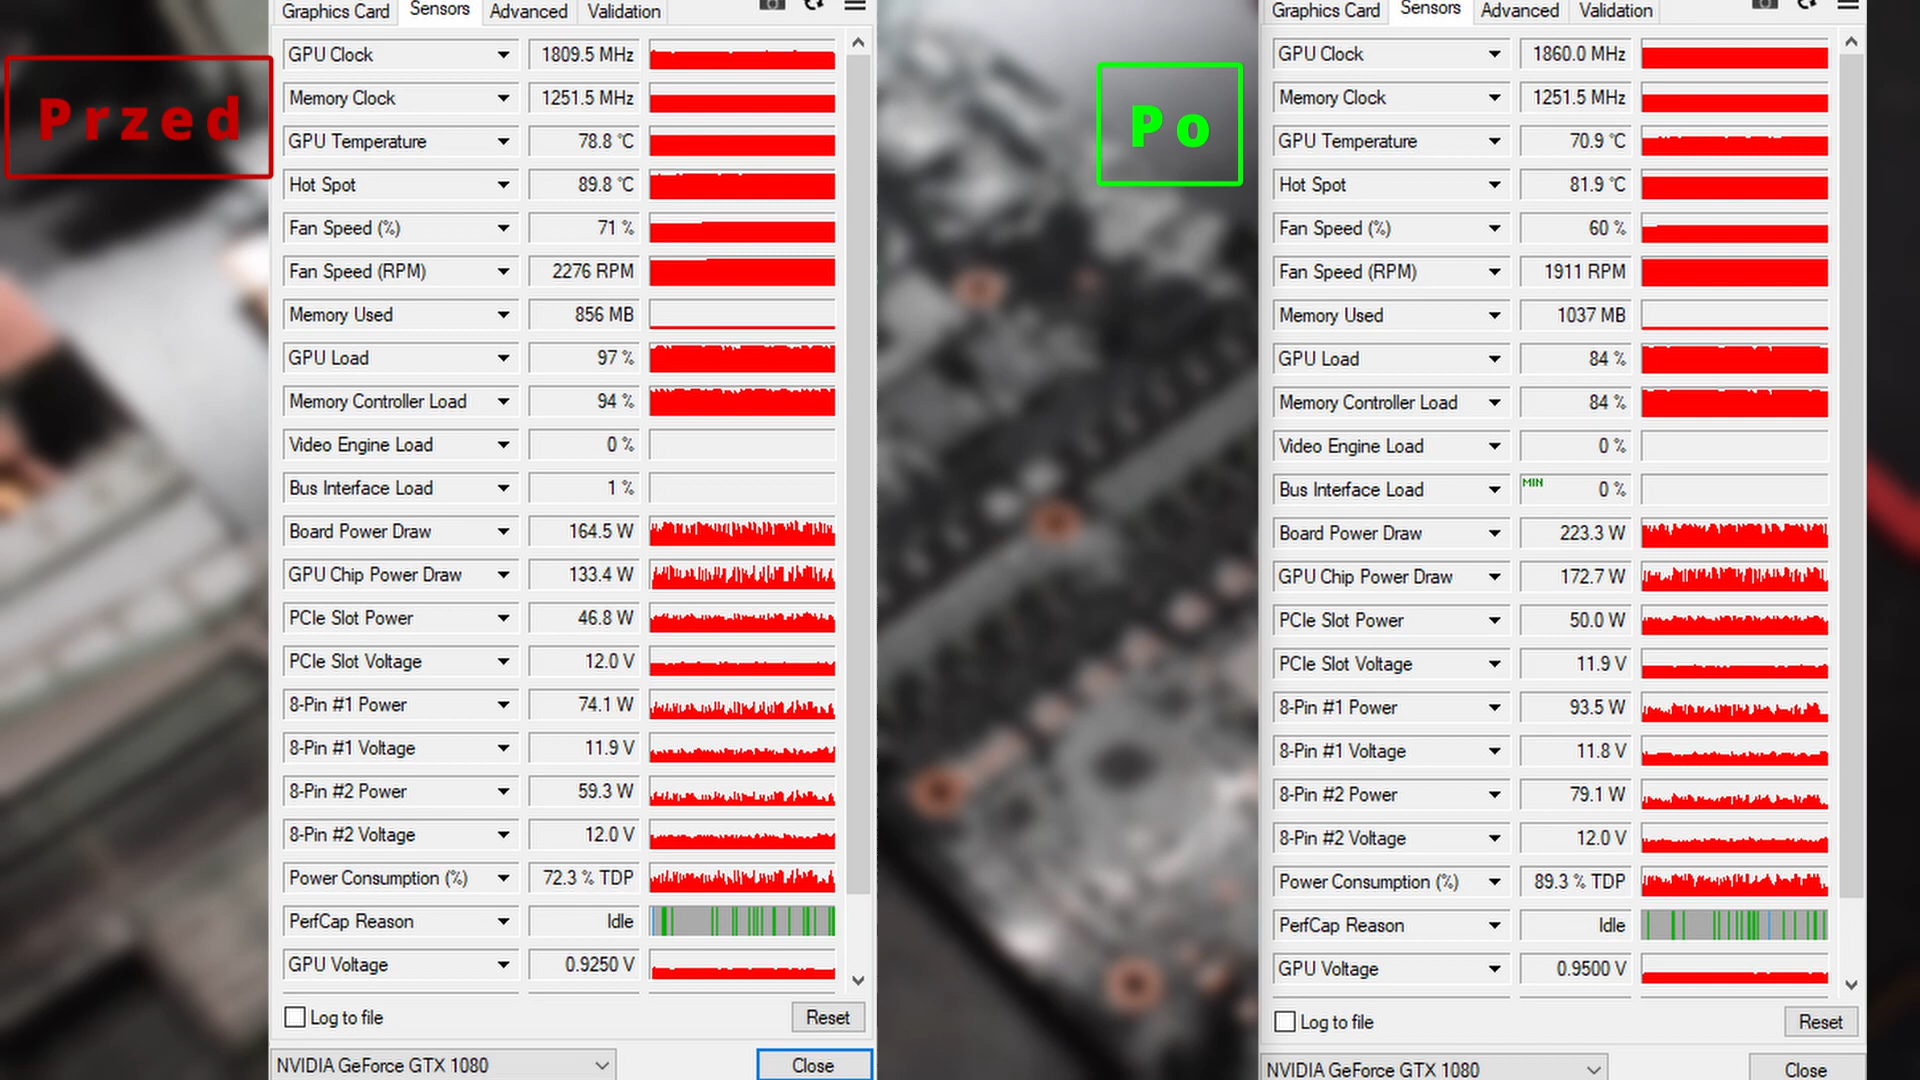 Przed
Graphics Card Sensors Advanced Validation
GPU Clock 1809.5 MHz
Memory Clock 1251.5 MHz
GPU Temperature 78.8 °C
Hot Spot 89.8 °C
Fan Speed (%) 71 %
Fan Speed (RPM) 2276 RPM
Memory Used 856 MB
GPU Load 97 %
Memory Controller Load 94 %
Video Engine Load 0 %
Bus Interface Load 1 %
Board Power Draw 164.5 W
GPU Chip Power Draw 133.4 W
PCIe Slot Power 46.8 W
PCIe Slot Voltage 12.0 V
8-Pin #1 Power 74.1 W
8-Pin #1 Voltage 11.9 V
8-Pin #2 Power 59.3 W
8-Pin #2 Voltage 12.0 V
Power Consumption (%) 72.3 % TDP
PerfCap Reason Idle
GPU Voltage 0.9250 V
Log to file Reset
NVIDIA GeForce GTX 1080 Close
Po
Graphics Card Sensors Advanced Validation
GPU Clock 1860.0 MHz
Memory Clock 1251.5 MHz
GPU Temperature 70.9 °C
Hot Spot 81.9 °C
Fan Speed (%) 60 %
Fan Speed (RPM) 1911 RPM
Memory Used 1037 MB
GPU Load 84 %
Memory Controller Load 84 %
Video Engine Load 0 %
Bus Interface Load MIN 0 %
Board Power Draw 223.3 W
GPU Chip Power Draw 172.7 W
PCIe Slot Power 50.0 W
PCIe Slot Voltage 11.9 V
8-Pin #1 Power 93.5 W
8-Pin #1 Voltage 11.8 V
8-Pin #2 Power 79.1 W
8-Pin #2 Voltage 12.0 V
Power Consumption (%) 89.3 % TDP
PerfCap Reason Idle
GPU Voltage 0.9500 V
Log to file Reset
NVIDIA GeForce GTX 1080 Close